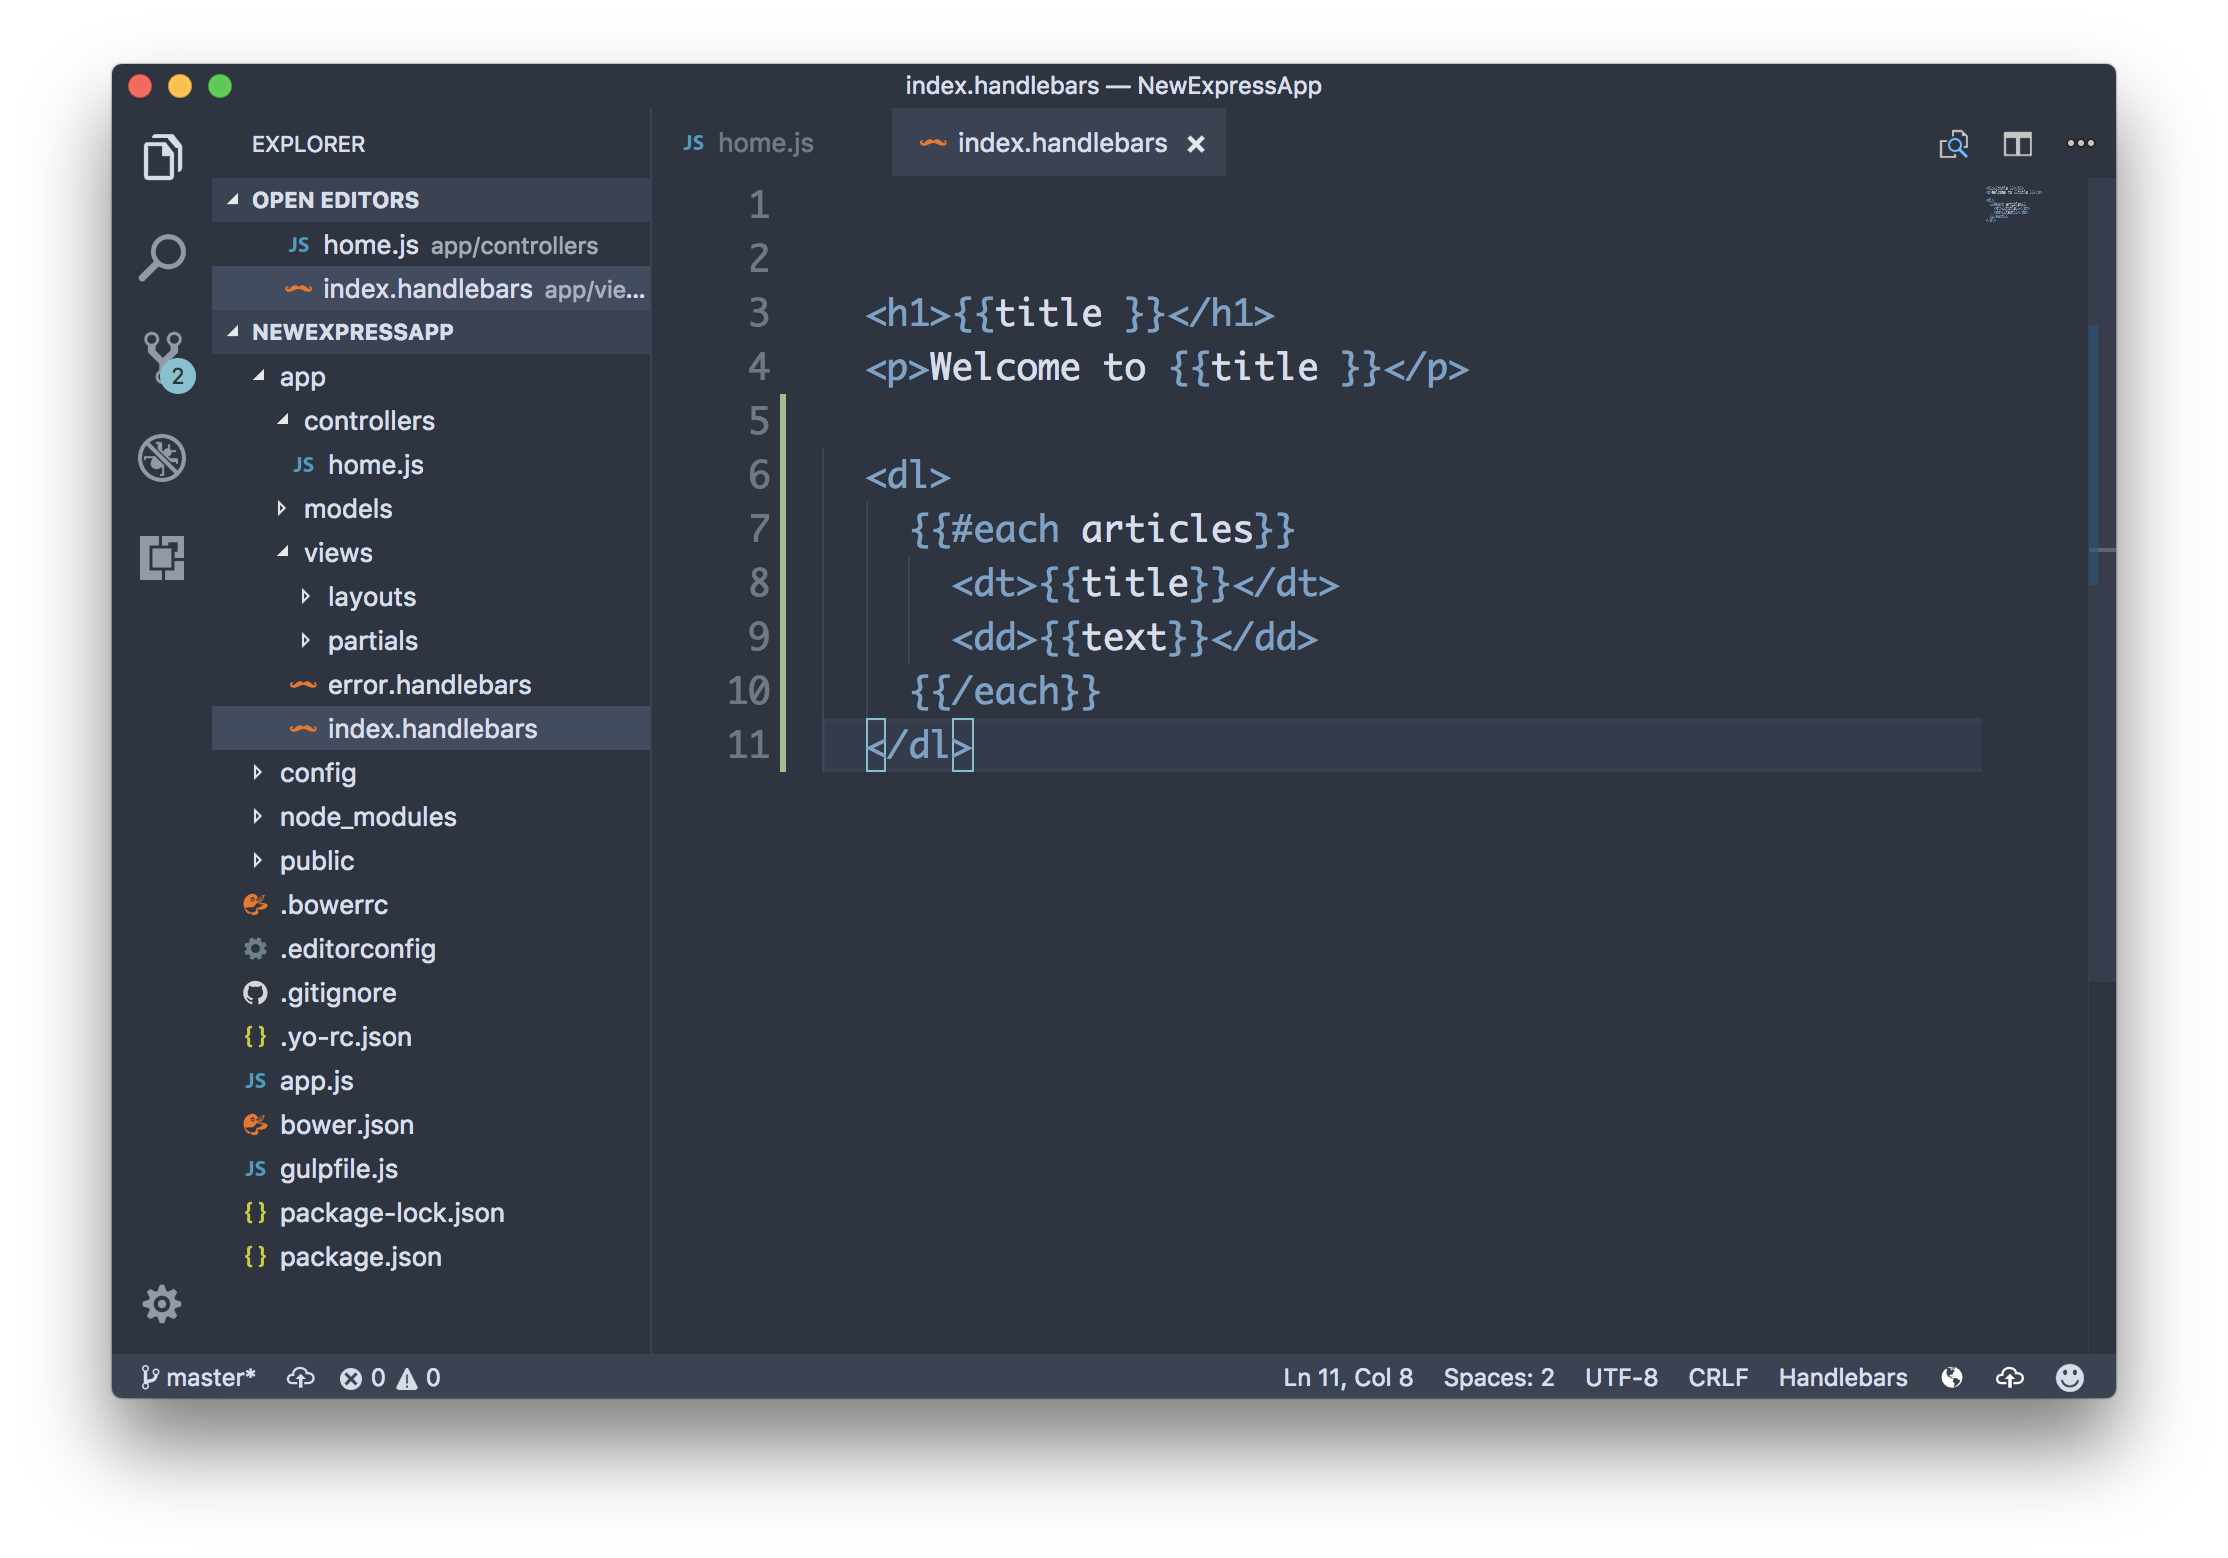 index.handlebars — NewExpressApp
EXPLORER
OPEN EDITORS
JS home.js app/controllers
index.handlebars app/vie...
NEWEXPRESSAPP
app
controllers
JS home.js
models
views
layouts
partials
error.handlebars
index.handlebars
config
node_modules
public
.bowerrc
.editorconfig
.gitignore
{} .yo-rc.json
JS app.js
bower.json
JS gulpfile.js
{} package-lock.json
{} package.json
2
JS home.js
index.handlebars
1
2
3 <h1>{{title }}</h1>
4 <p>Welcome to {{title }}</p>
5
6 <dl>
7 {{#each articles}}
8 <dt>{{title}}</dt>
9 <dd>{{text}}</dd>
10 {{/each}}
11 </dl>
master* 0 0 Ln 11, Col 8 Spaces: 2 UTF-8 CRLF Handlebars